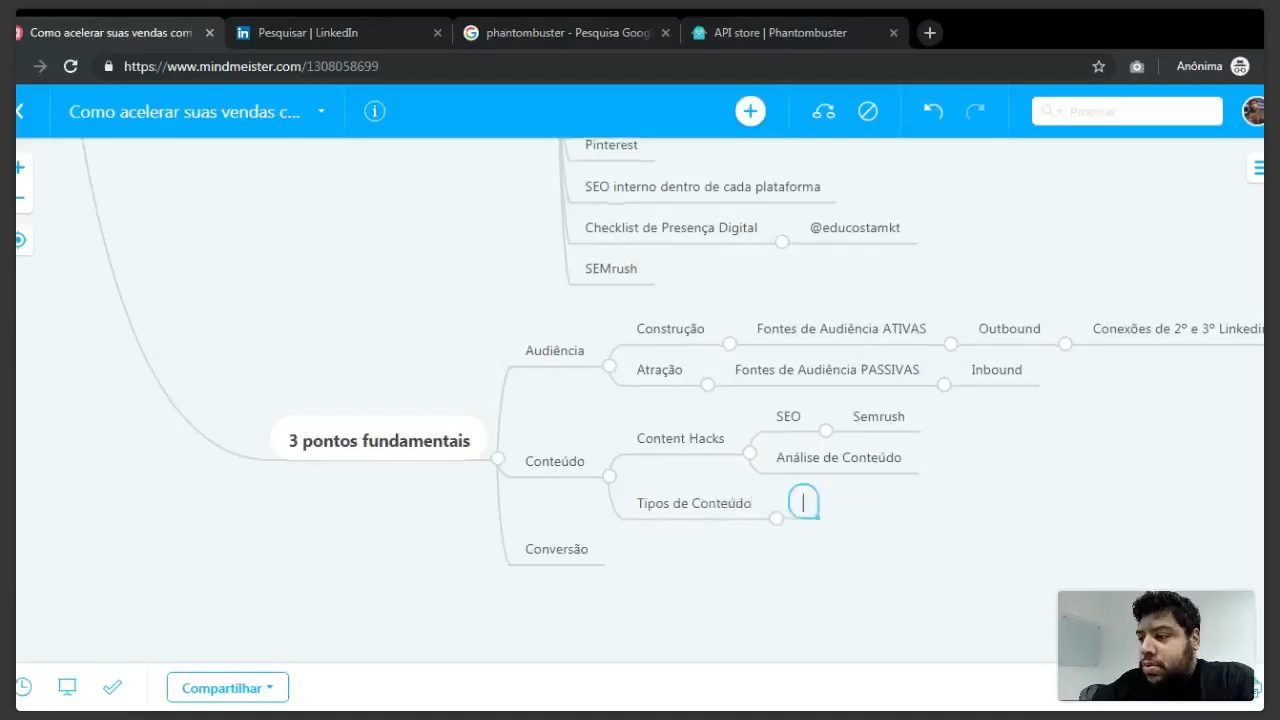 Como acelerar suas vendas com
Pesquisar | LinkedIn
phantombuster - Pesquisa Goog
API store | Phantombuster
https://www.mindmeister.com/1308058699
Anônima
Como acelerar suas vendas c...
Procurar
Pinterest
SEO interno dentro de cada plataforma
Checklist de Presença Digital
@educostamkt
SEMrush
Audiência
Construção
Fontes de Audiência ATIVAS
Outbound
Conexões de 2º e 3º Linkedin
Atração
Fontes de Audiência PASSIVAS
Inbound
3 pontos fundamentais
Conteúdo
Content Hacks
SEO
Semrush
Análise de Conteúdo
Tipos de Conteúdo
Conversão
Compartilhar